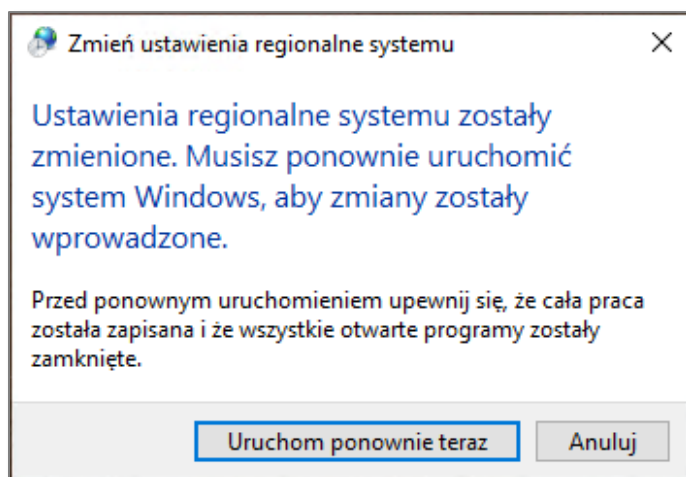 Zmień ustawienia regionalne systemu
Ustawienia regionalne systemu zostały
zmienione. Musisz ponownie uruchomić
system Windows, aby zmiany zostały
wprowadzone.
Przed ponownym uruchomieniem upewnij się, że cała praca
została zapisana i że wszystkie otwarte programy zostały
zamknięte.
Uruchom ponownie teraz
Anuluj